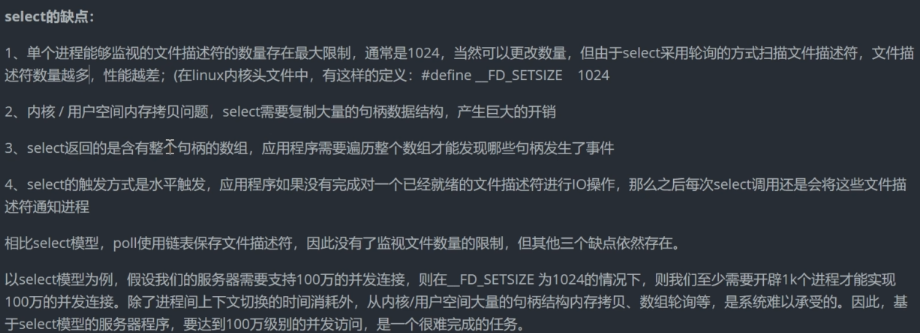 select的缺点：
1、单个进程能够监视的文件描述符的数量存在最大限制，通常是1024，当然可以更改数量，但由于select采用轮询的方式扫描文件描述符，文件
描述符数量越多，性能越差；(在linux内核头文件中，有这样的定义：#define __FD_SETSIZE    1024
2、内核 / 用户空间内存拷贝问题，select需要复制大量的句柄数据结构，产生巨大的开销
3、select返回的是含有整个句柄的数组，应用程序需要遍历整个数组才能发现哪些句柄发生了事件
4、select的触发方式是水平触发，应用程序如果没有完成对一个已经就绪的文件描述符进行IO操作，那么之后每次select调用还是会将这些文件描
述符通知进程
相比select模型，poll使用链表保存文件描述符，因此没有了监视文件数量的限制，但其他三个缺点依然存在。
以select模型为例，假设我们的服务器需要支持100万的并发连接，则在__FD_SETSIZE 为1024的情况下，则我们至少需要开辟1k个进程才能实现
100万的并发连接。除了进程间上下文切换的时间消耗外，从内核/用户空间大量的句柄结构内存拷贝、数组轮询等，是系统难以承受的。因此，基
于select模型的服务器程序，要达到100万级别的并发访问，是一个很难完成的任务。